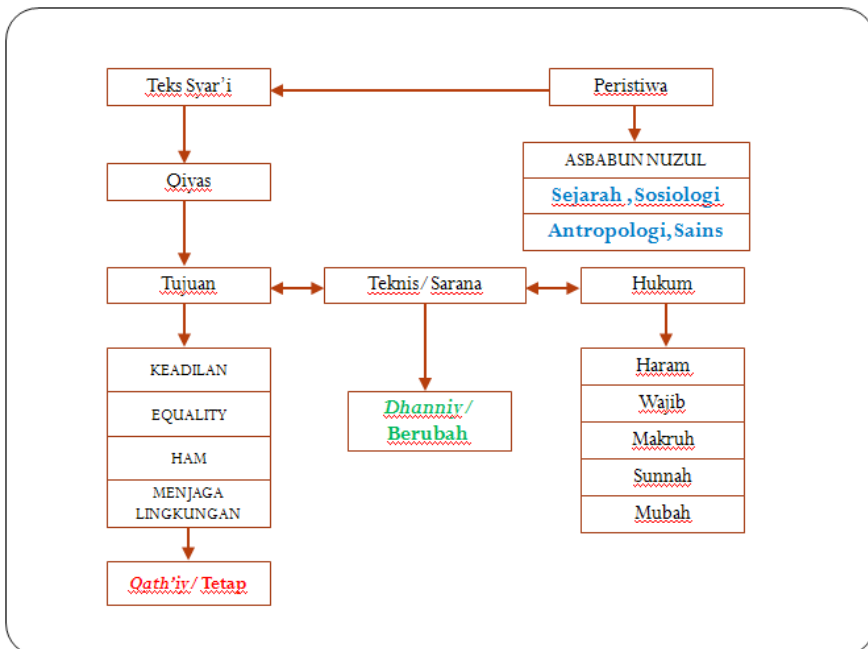 Teks Syar'i
Peristiwa
ASBABUN NUZUL
Qiyas
Sejarah ,Sosiologi
Antropologi,Sains
Tujuan
Teknis/ Sarana
Hukum
KEADILAN
EQUALITY
HAM
MENJAGA
LINGKUNGAN
Dhanniy/
Berubah
Haram
Wajib
Makruh
Sunnah
Mubah
Qath'iy/ Tetap